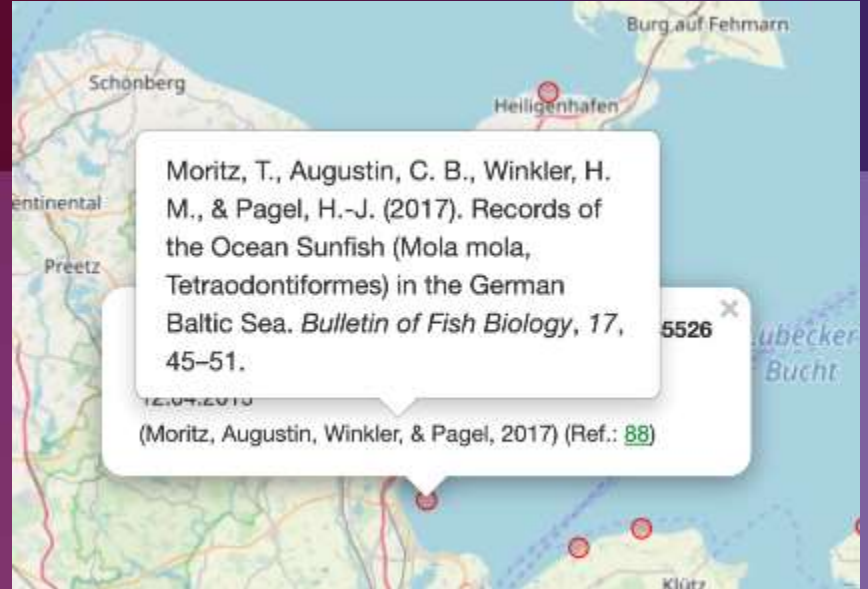 Burg auf Fehmarn
Schönberg
Heiligenhafen
Moritz, T., Augustin, C. B., Winkler, H.
M., & Pagel, H.-J. (2017). Records of
the Ocean Sunfish (Mola mola,
Tetraodontiformes) in the German
Baltic Sea. Bulletin of Fish Biology, 17,
45–51.
entinental
Preetz
5526
×
Lubecker
Bucht
(Moritz, Augustin, Winkler, & Pagel, 2017) (Ref.: 88)
Klütz